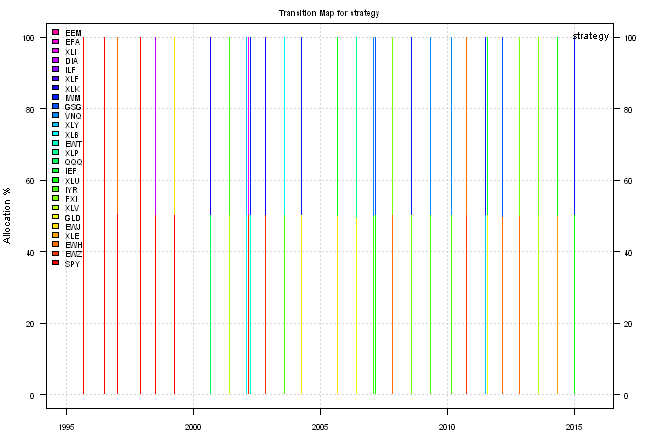 Transition Map for strategy
strategy
EEM
EFA
XLI
DIA
ILF
XLF
XLK
IWM
GSG
VNQ
XLY
XLB
EWT
XLP
QQQ
IEF
XLU
IYR
FXI
XLV
GLD
EWJ
XLE
EWH
EWZ
SPY
Allocation %
100 100
80 80
60 60
40 40
20 20
0 0
1995 2000 2005 2010 2015